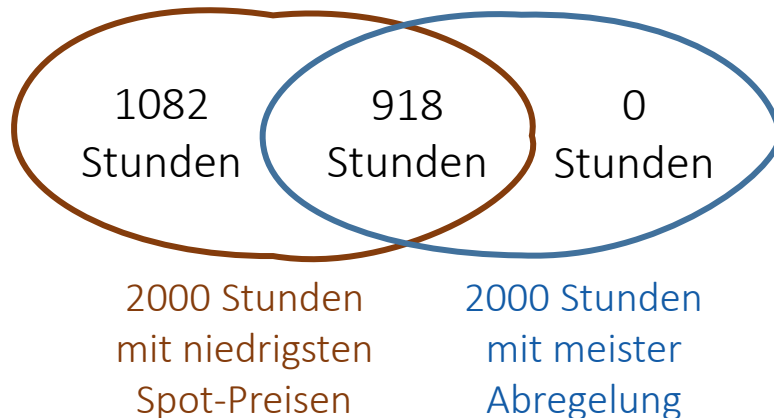 1082
Stunden
918
Stunden
0
Stunden
2000 Stunden
mit niedrigsten
Spot-Preisen
2000 Stunden
mit meister
Abregelung